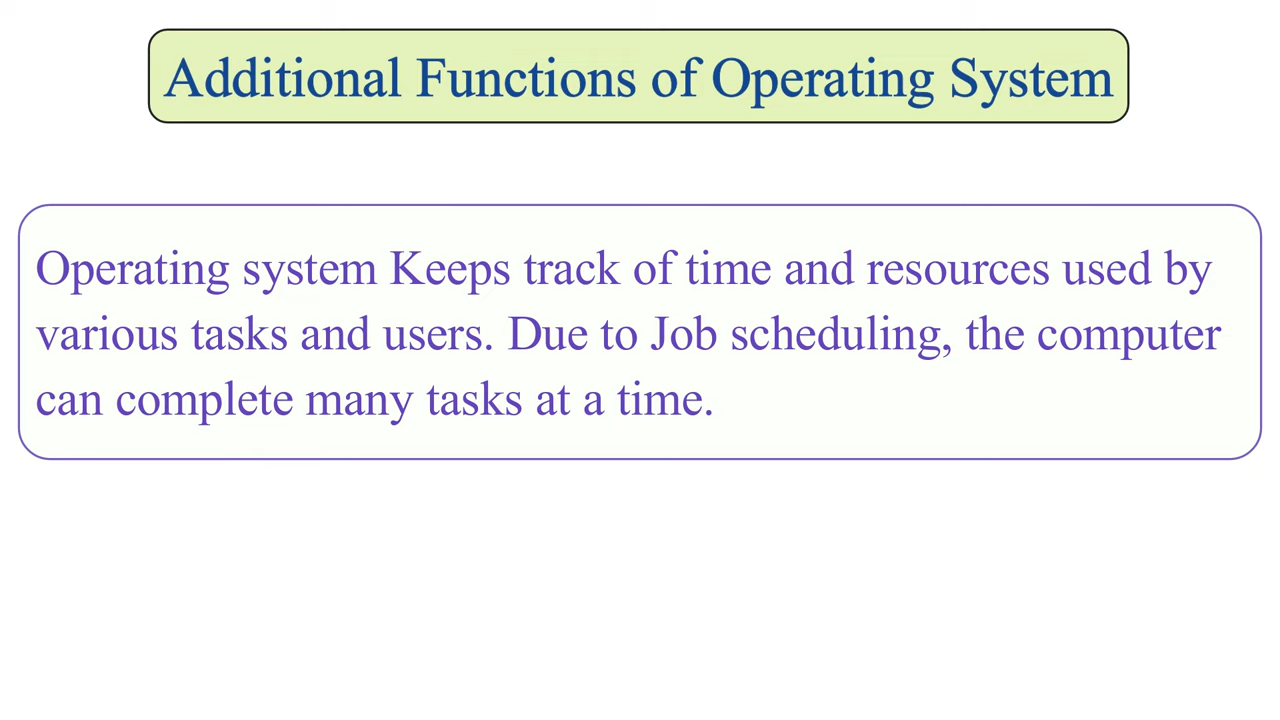 Additional Functions of Operating System
Operating system Keeps track of time and resources used by
various tasks and users. Due to Job scheduling, the computer
can complete many tasks at a time.